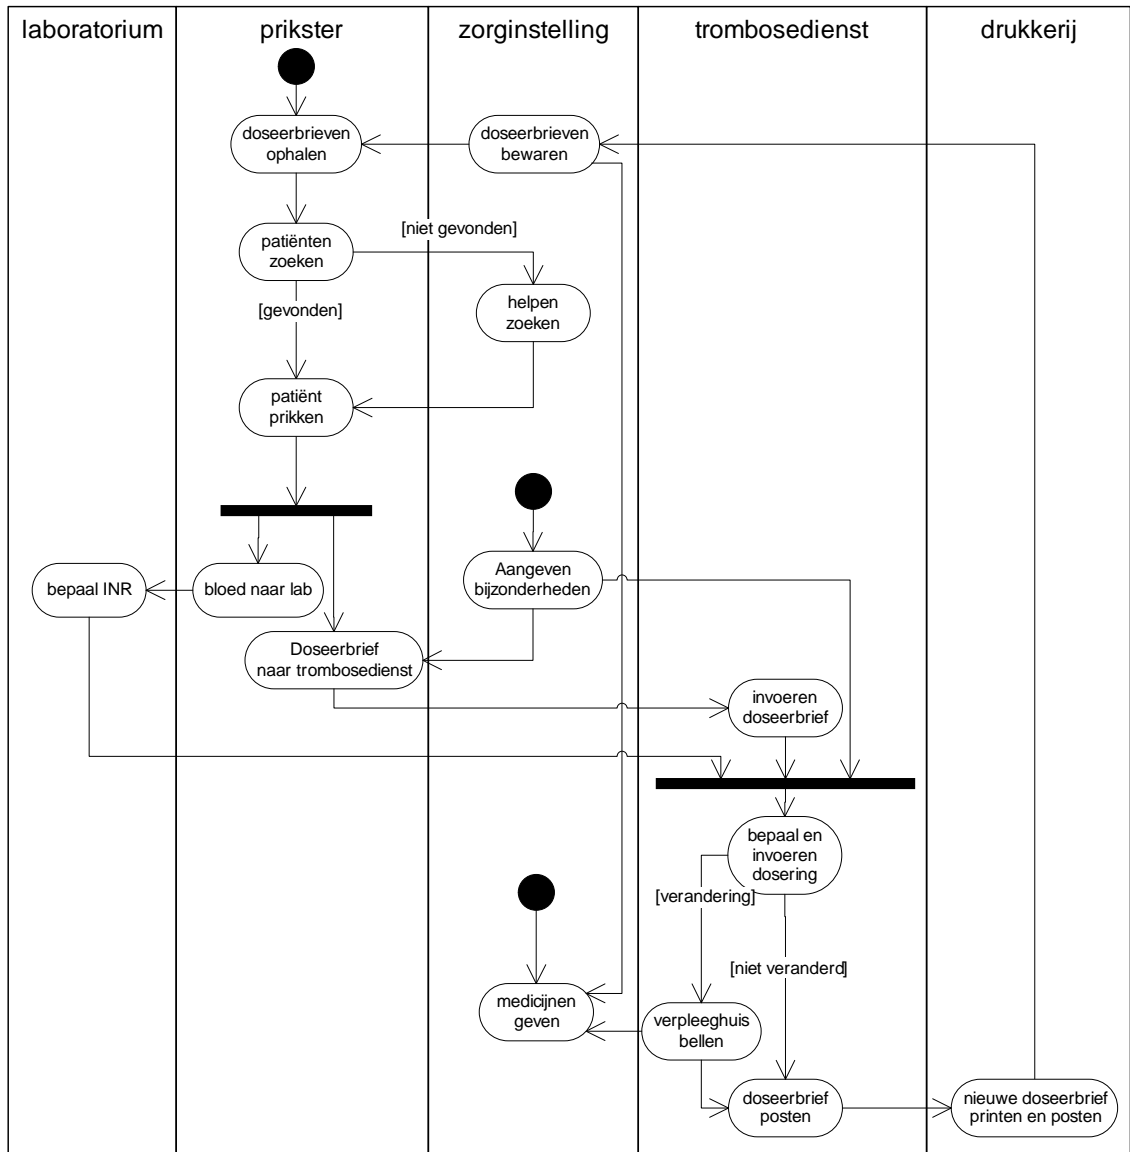 laboratorium
prikster
zorginstelling
trombosedienst
drukkerij
doseerbrieven
ophalen
doseerbrieven
bewaren
[niet gevonden]
patiënten
zoeken
helpen
zoeken
[gevonden]
patiënt
prikken
Aangeven
bijzonderheden
bepaal INR
bloed naar lab
Doseerbrief
naar trombosedienst
invoeren
doseerbrief
bepaal en
invoeren
dosering
[verandering]
[niet veranderd]
medicijnen
geven
verpleeghuis
bellen
doseerbrief
posten
nieuwe doseerbrief
printen en posten